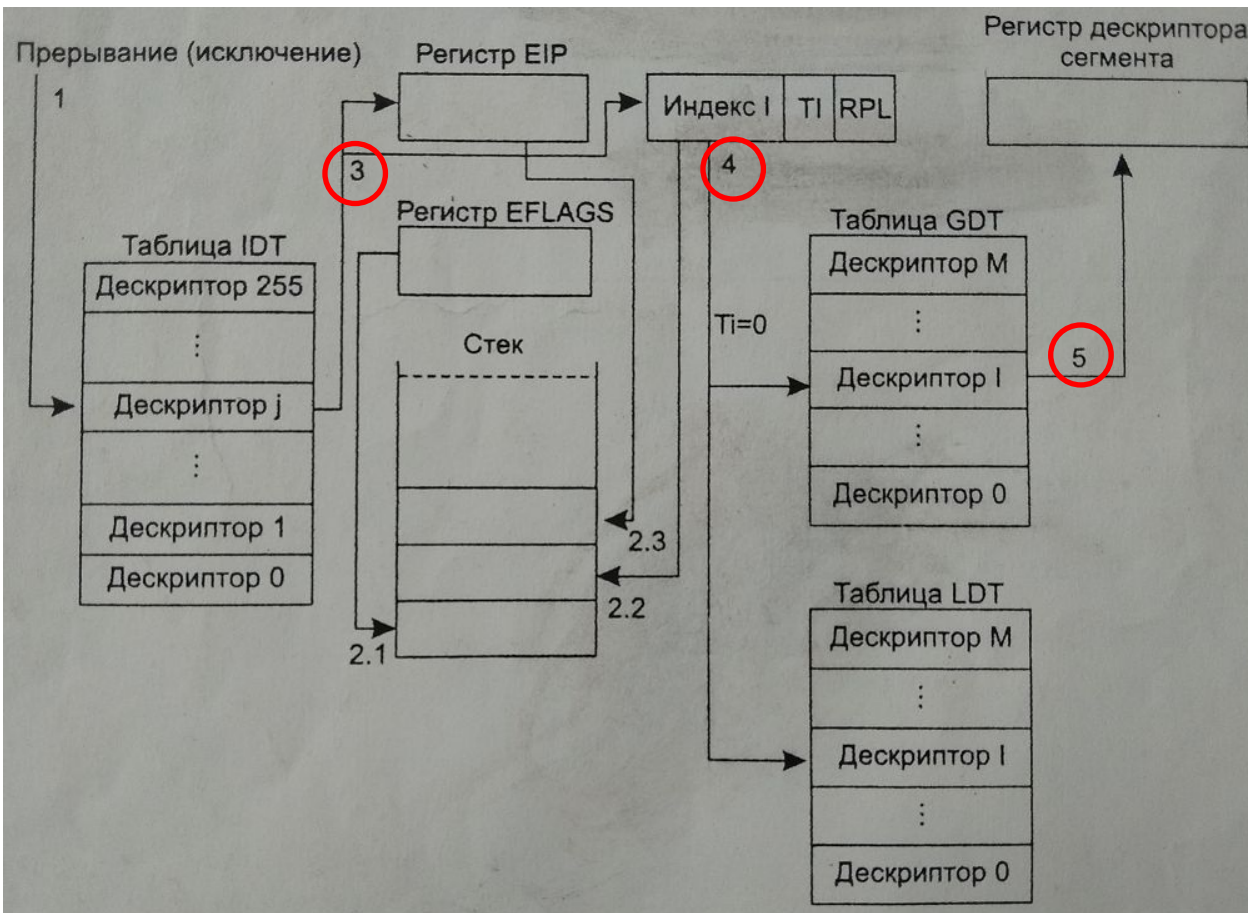 Прерывание (исключение)
1
Регистр EIP
Индекс I TI RPL
Регистр дескриптора
сегмента
3
4
Регистр EFLAGS
Таблица IDT
Дескриптор 255
⋮
Дескриптор j
⋮
Дескриптор 1
Дескриптор 0
Стек
2.3
2.2
2.1
Ti=0
Таблица GDT
Дескриптор M
⋮
Дескриптор I
⋮
Дескриптор 0
5
Таблица LDT
Дескриптор M
⋮
Дескриптор I
⋮
Дескриптор 0